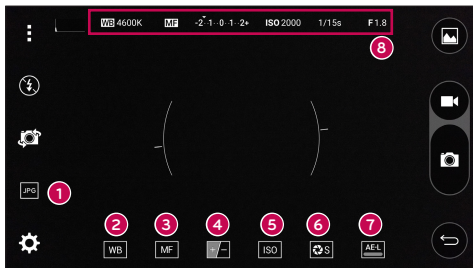 WB 4600K MF -2··1··0··1··2+ ISO 2000 1/15s F1.8
8
JPG 1
2 3 4 5 6 7
WB MF +/- ISO S AE-L